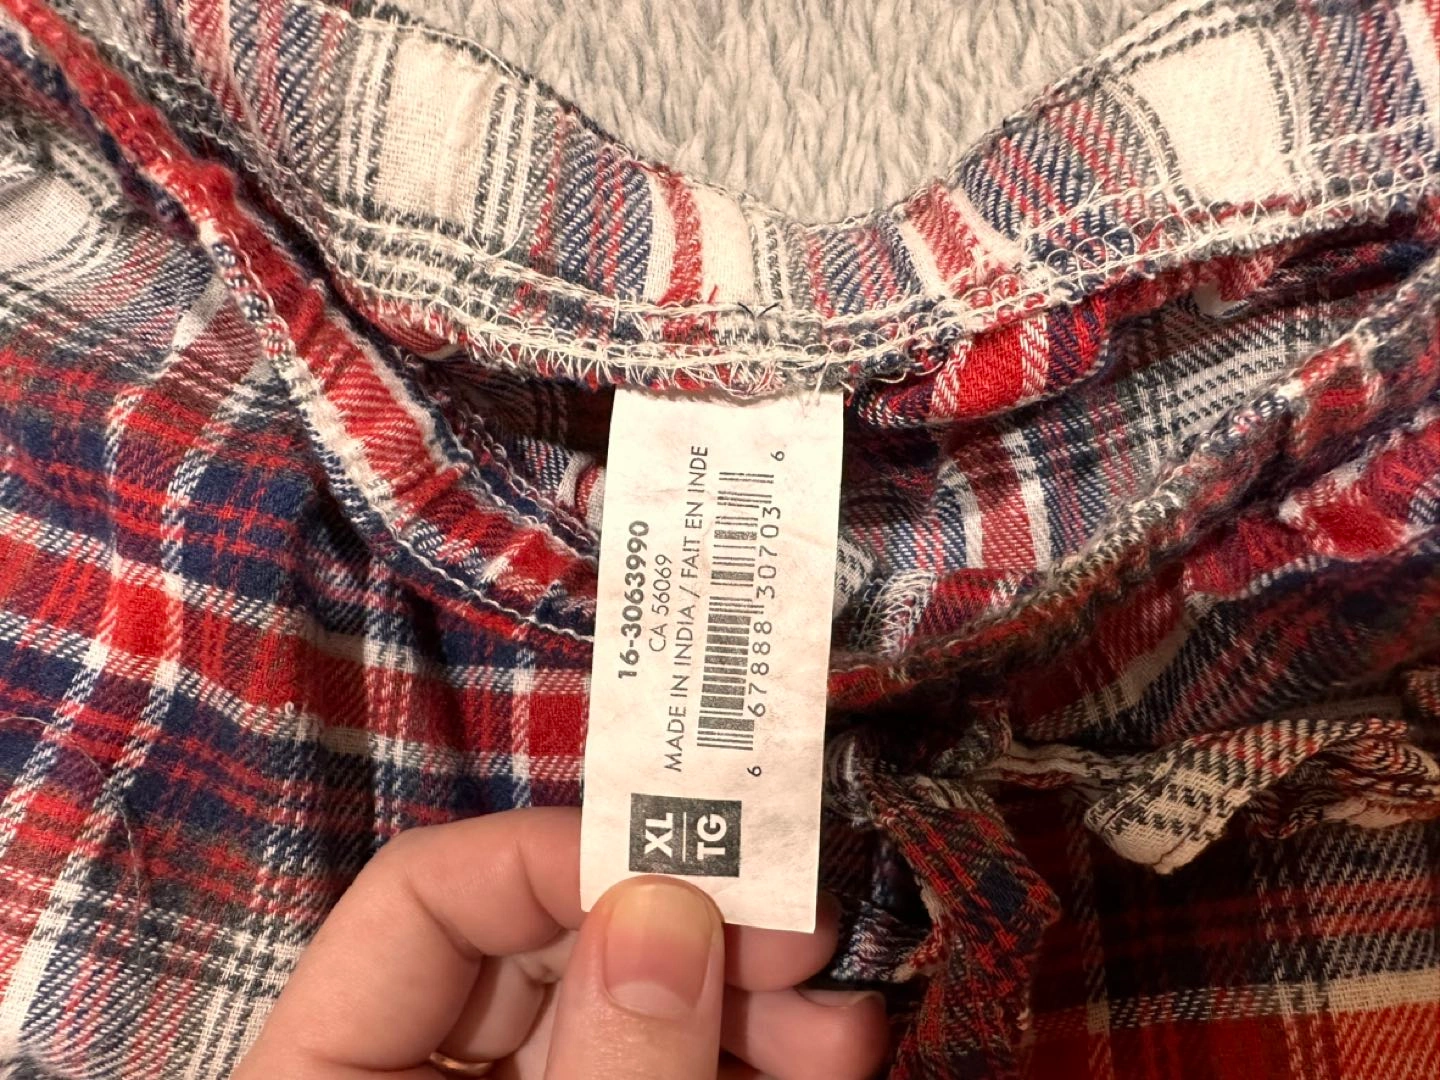 16-3063990
CA 56069
MADE IN INDIA / FAIT EN INDE
6 67888 30703 6
XL
TG